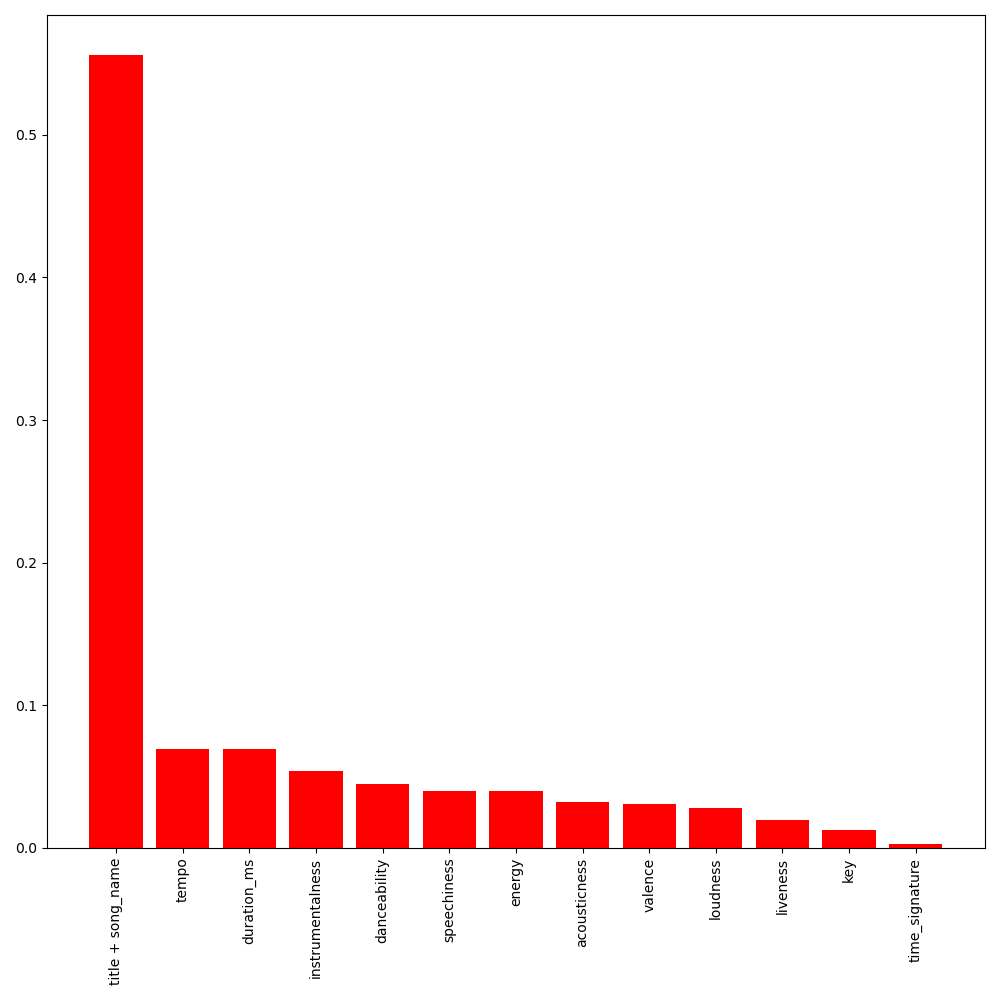 0.5
0.4
0.3
0.2
0.1
0.0
title + song_name
tempo
duration_ms
instrumentalness
danceability
speechiness
energy
acousticness
valence
loudness
liveness
key
time_signature